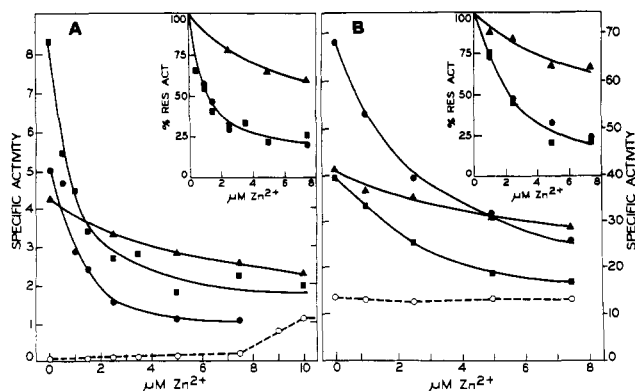 A
SPECIFIC ACTIVITY
8
7
6
5
4
3
2
1
0
0 2 4 6 8 10
μM Zn2+
% RES ACT
100
75
50
25
0 2 4 6 8
μM Zn2+
B
0 2 4 6 8
μM Zn2+
% RES ACT
100
75
50
25
0 2 4 6 8
μM Zn2+
SPECIFIC ACTIVITY
70
60
50
40
30
20
10
0